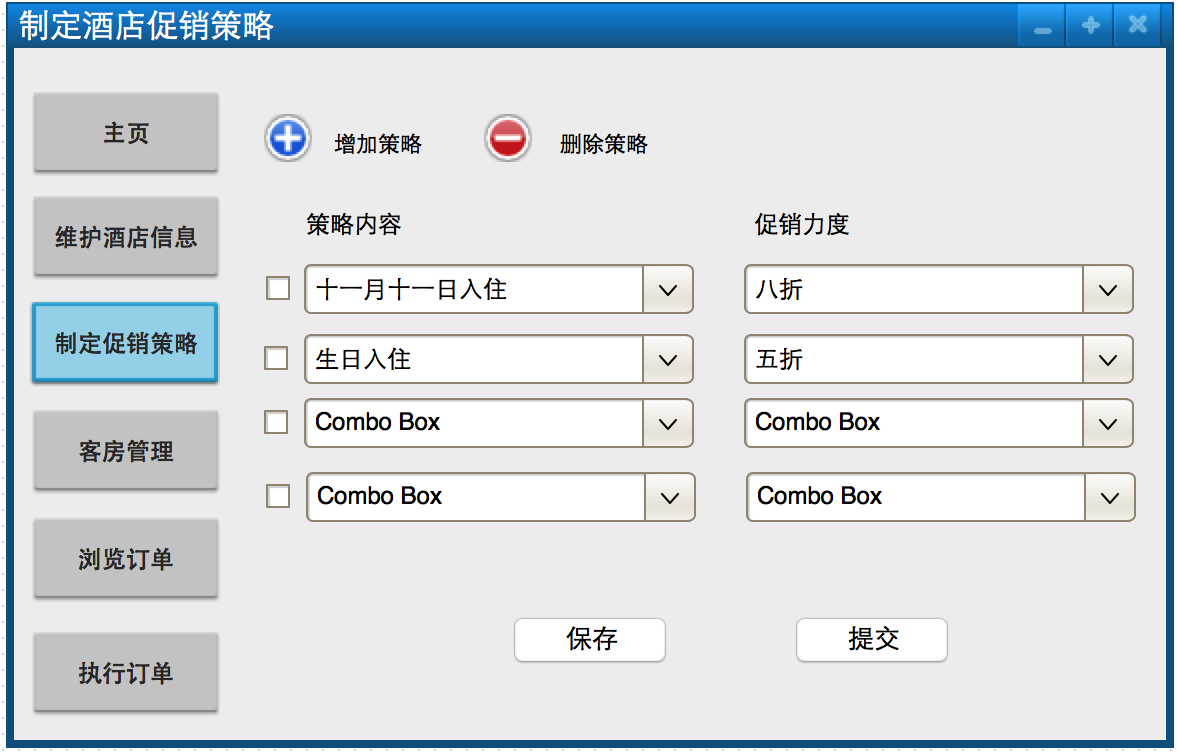 制定酒店促销策略
主页
维护酒店信息
制定促销策略
客房管理
浏览订单
执行订单
增加策略 删除策略
策略内容 促销力度
十一月十一日入住 八折
生日入住 五折
Combo Box Combo Box
Combo Box Combo Box
保存 提交